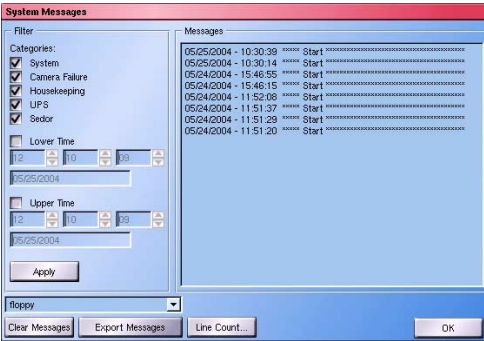 System Messages
Filter
Categories:
System
Camera Failure
Housekeeping
UPS
Sedor
Lower Time
12 10 09
05/25/2004
Upper Time
12 10 09
05/25/2004
Apply
Messages
05/25/2004 - 10:30:39 ***** Start **************************************
05/25/2004 - 10:30:14 ***** Start **************************************
05/24/2004 - 15:46:55 ***** Start **************************************
05/24/2004 - 15:46:15 ***** Start **************************************
05/24/2004 - 11:52:08 ***** Start **************************************
05/24/2004 - 11:51:37 ***** Start **************************************
05/24/2004 - 11:51:29 ***** Start **************************************
05/24/2004 - 11:51:20 ***** Start **************************************
floppy
Clear Messages Export Messages Line Count... OK